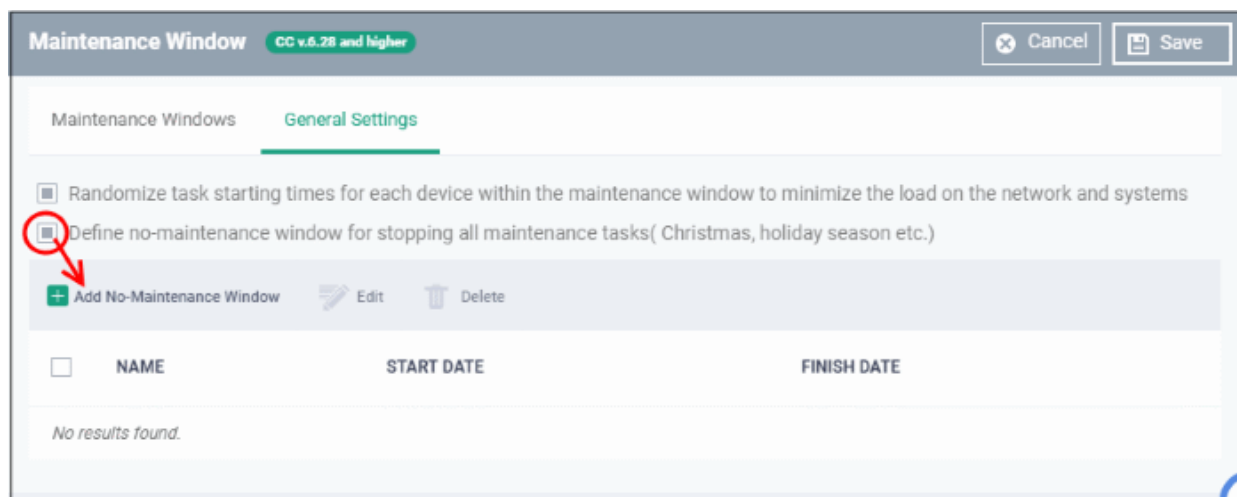 Maintenance Window CC v.6.28 and higher Cancel Save
Maintenance Windows General Settings
Randomize task starting times for each device within the maintenance window to minimize the load on the network and systems
Define no-maintenance window for stopping all maintenance tasks( Christmas, holiday season etc.)
Add No-Maintenance Window Edit Delete
NAME START DATE FINISH DATE
No results found.